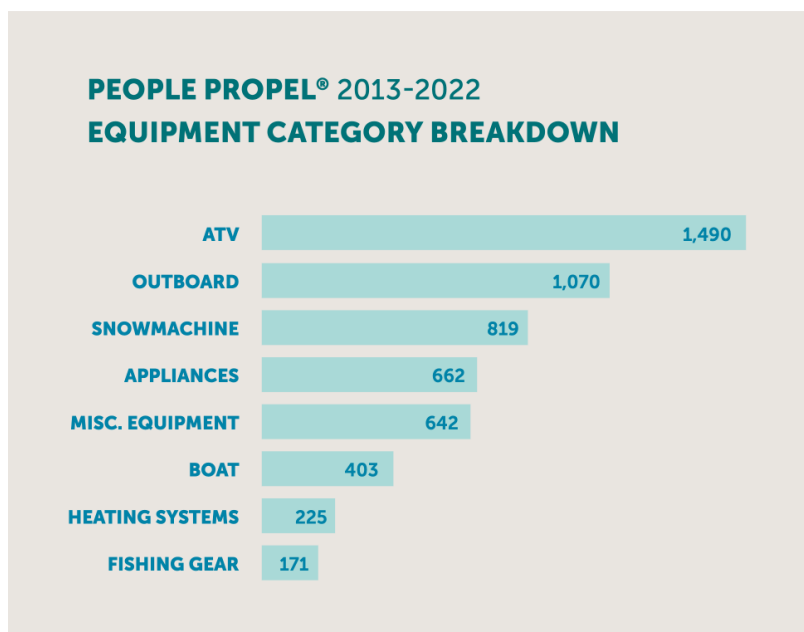 PEOPLE PROPEL® 2013-2022
EQUIPMENT CATEGORY BREAKDOWN
ATV 1,490
OUTBOARD 1,070
SNOWMACHINE 819
APPLIANCES 662
MISC. EQUIPMENT 642
BOAT 403
HEATING SYSTEMS 225
FISHING GEAR 171